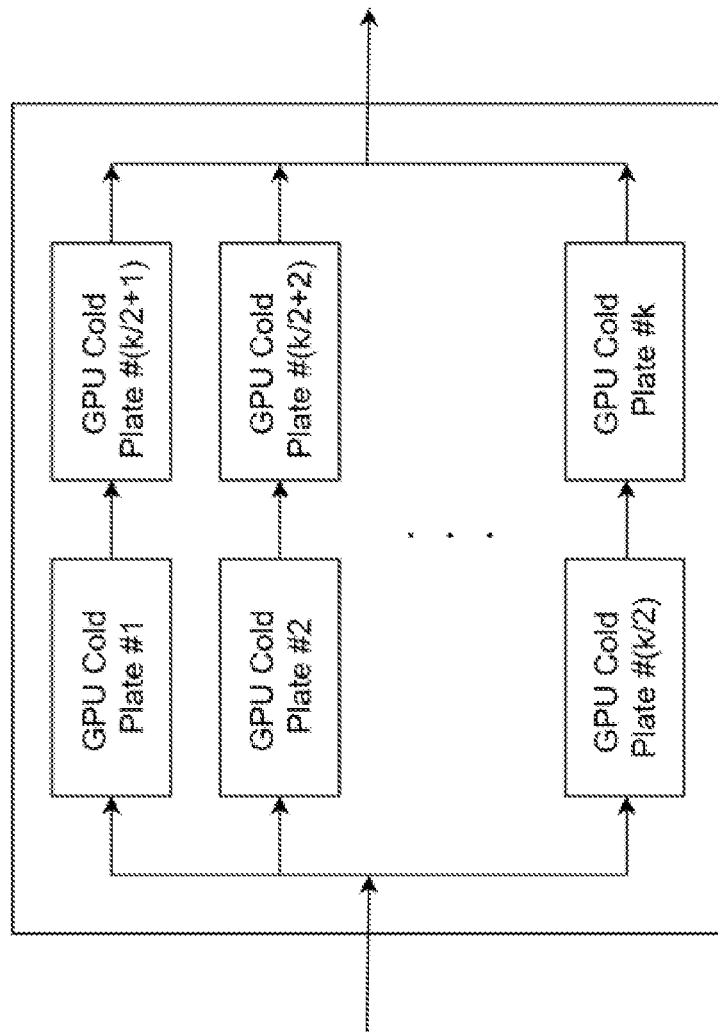 GPU Cold
Plate #1
GPU Cold
Plate #(k/2+1)
GPU Cold
Plate #2
GPU Cold
Plate #(k/2+2)
. . .
GPU Cold
Plate #(k/2)
GPU Cold
Plate #k